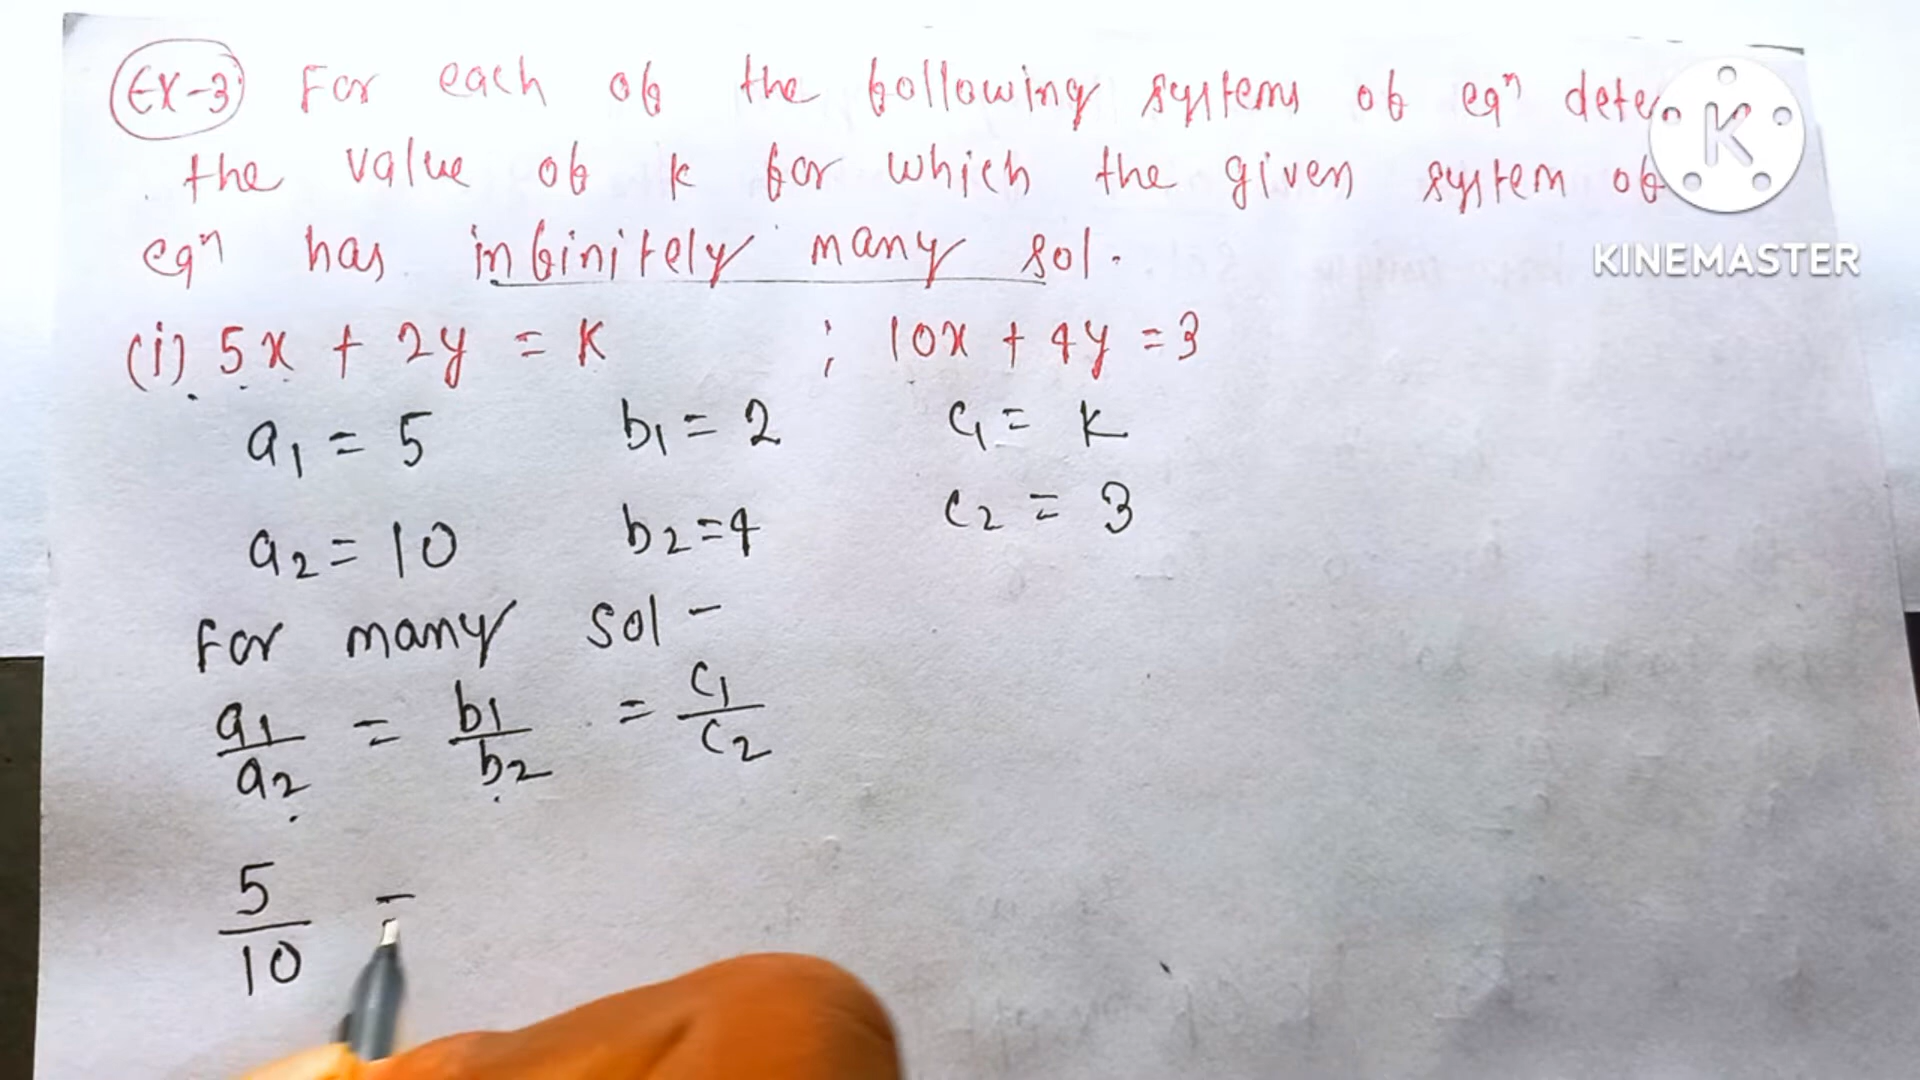 Ex-3 For each of the following systems of eqⁿ
the value of k for which the given system of
eqⁿ has infinitely many sol.
(i) 5x + 2y = k ; 10x + 4y = 3
a₁ = 5 b₁ = 2 c₁ = k
a₂ = 10 b₂ = 4 c₂ = 3
For many sol -
a₁/a₂ = b₁/b₂ = c₁/c₂
5/10 =
K
KINEMASTER